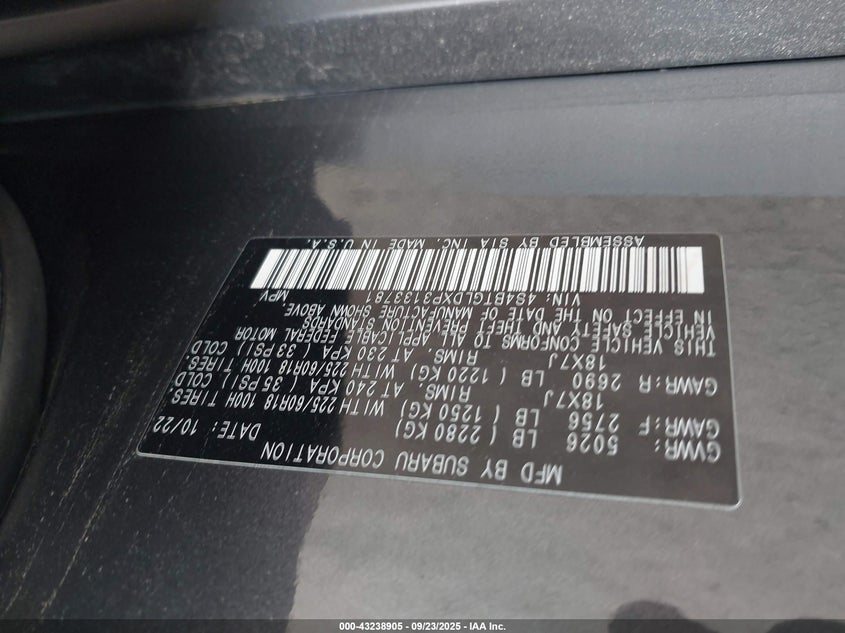 MFD BY SUBARU CORPORATION
DATE: 10/22
GVWR: 5026 LB ( 2280 KG)
GAWR:F 2756 LB ( 1250 KG) WITH 225/60R18 100H TIRES,
18X7J RIMS, AT 240 KPA ( 35 PSI) COLD
GAWR:R 2690 LB ( 1220 KG) WITH 225/60R18 100H TIRES,
18X7J RIMS, AT 230 KPA ( 33 PSI) COLD
THIS VEHICLE CONFORMS TO ALL APPLICABLE FEDERAL MOTOR
VEHICLE SAFETY AND THEFT PREVENTION STANDARDS
IN EFFECT ON THE DATE OF MANUFACTURE SHOWN ABOVE.
VIN:4S4BTGLDXP3133781 MPV
ASSEMBLED BY SIA INC. MADE IN U.S.A.
000-43238905 - 09/23/2025 - IAA Inc.